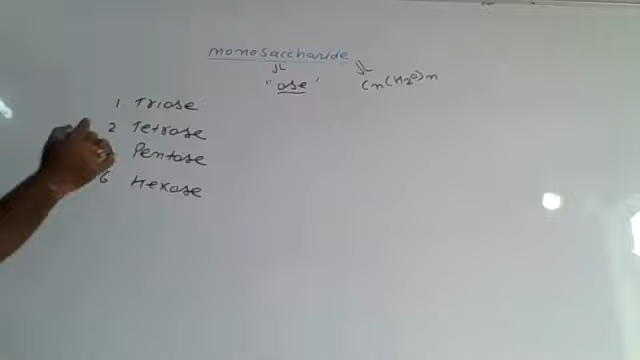 monosaccharide
"ose" Cn(H2O)n
1 Triose
2 Tetrose
Pentose
6 Hexose